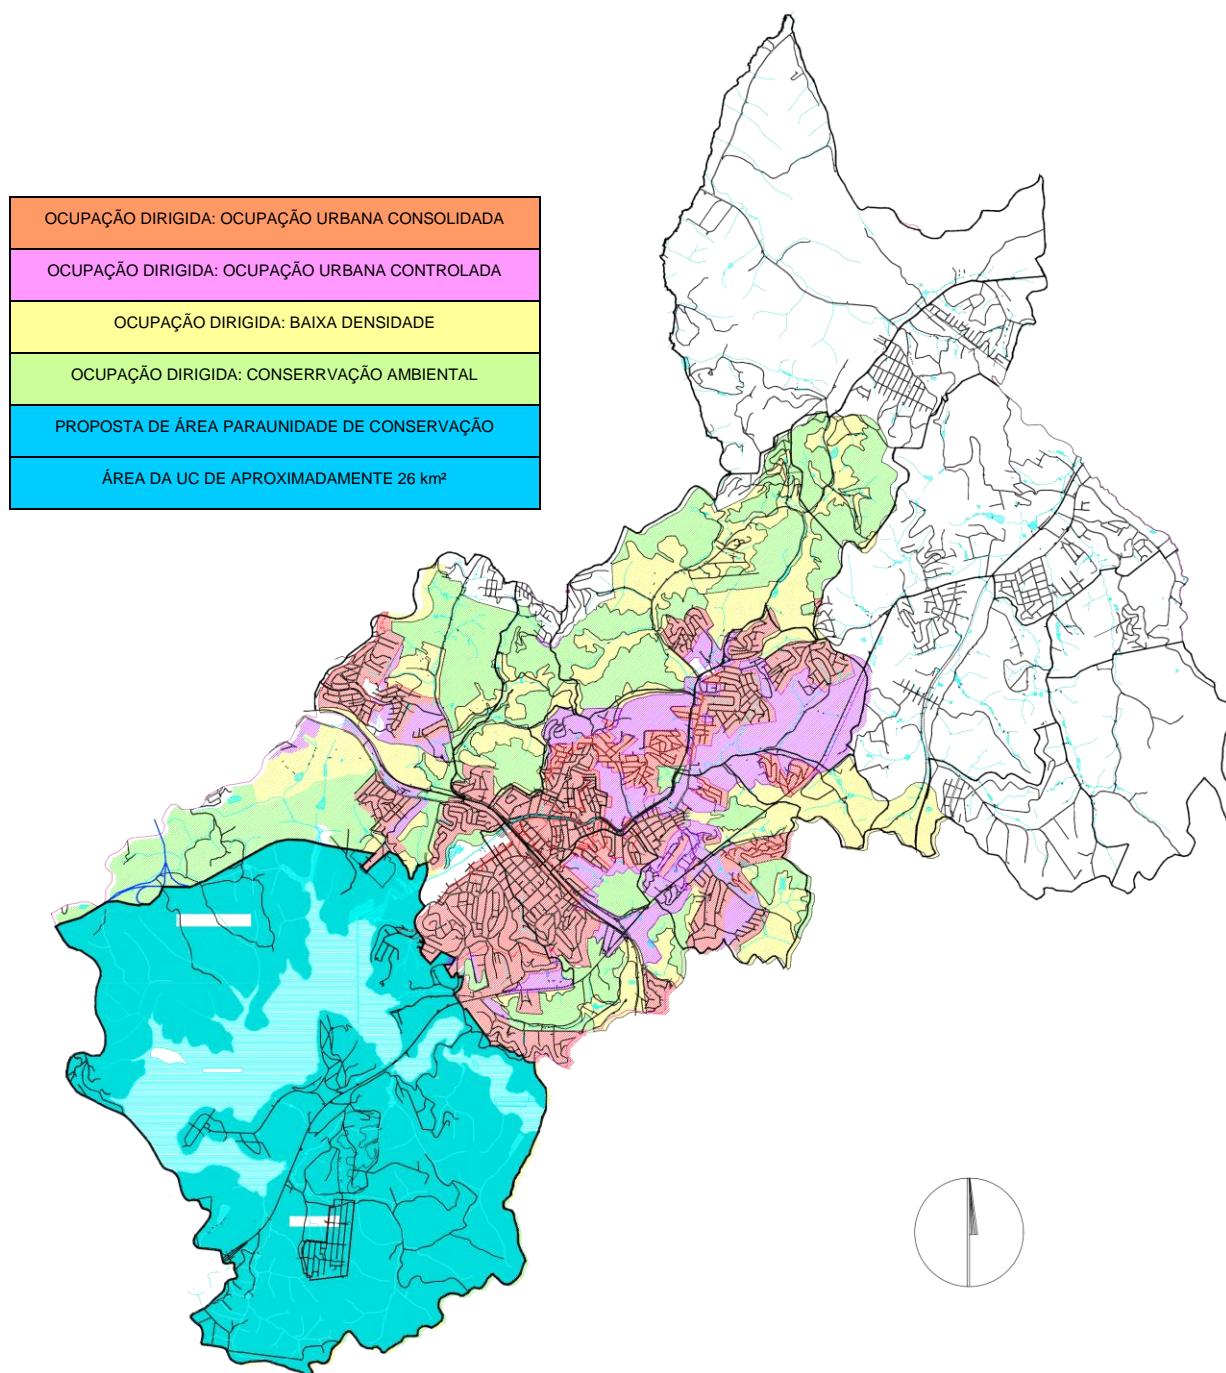 OCUPAÇÃO DIRIGIDA: OCUPAÇÃO URBANA CONSOLIDADA
OCUPAÇÃO DIRIGIDA: OCUPAÇÃO URBANA CONTROLADA
OCUPAÇÃO DIRIGIDA: BAIXA DENSIDADE
OCUPAÇÃO DIRIGIDA: CONSERRVAÇÃO AMBIENTAL
PROPOSTA DE ÁREA PARAUNIDADE DE CONSERVAÇÃO
ÁREA DA UC DE APROXIMADAMENTE 26 km²